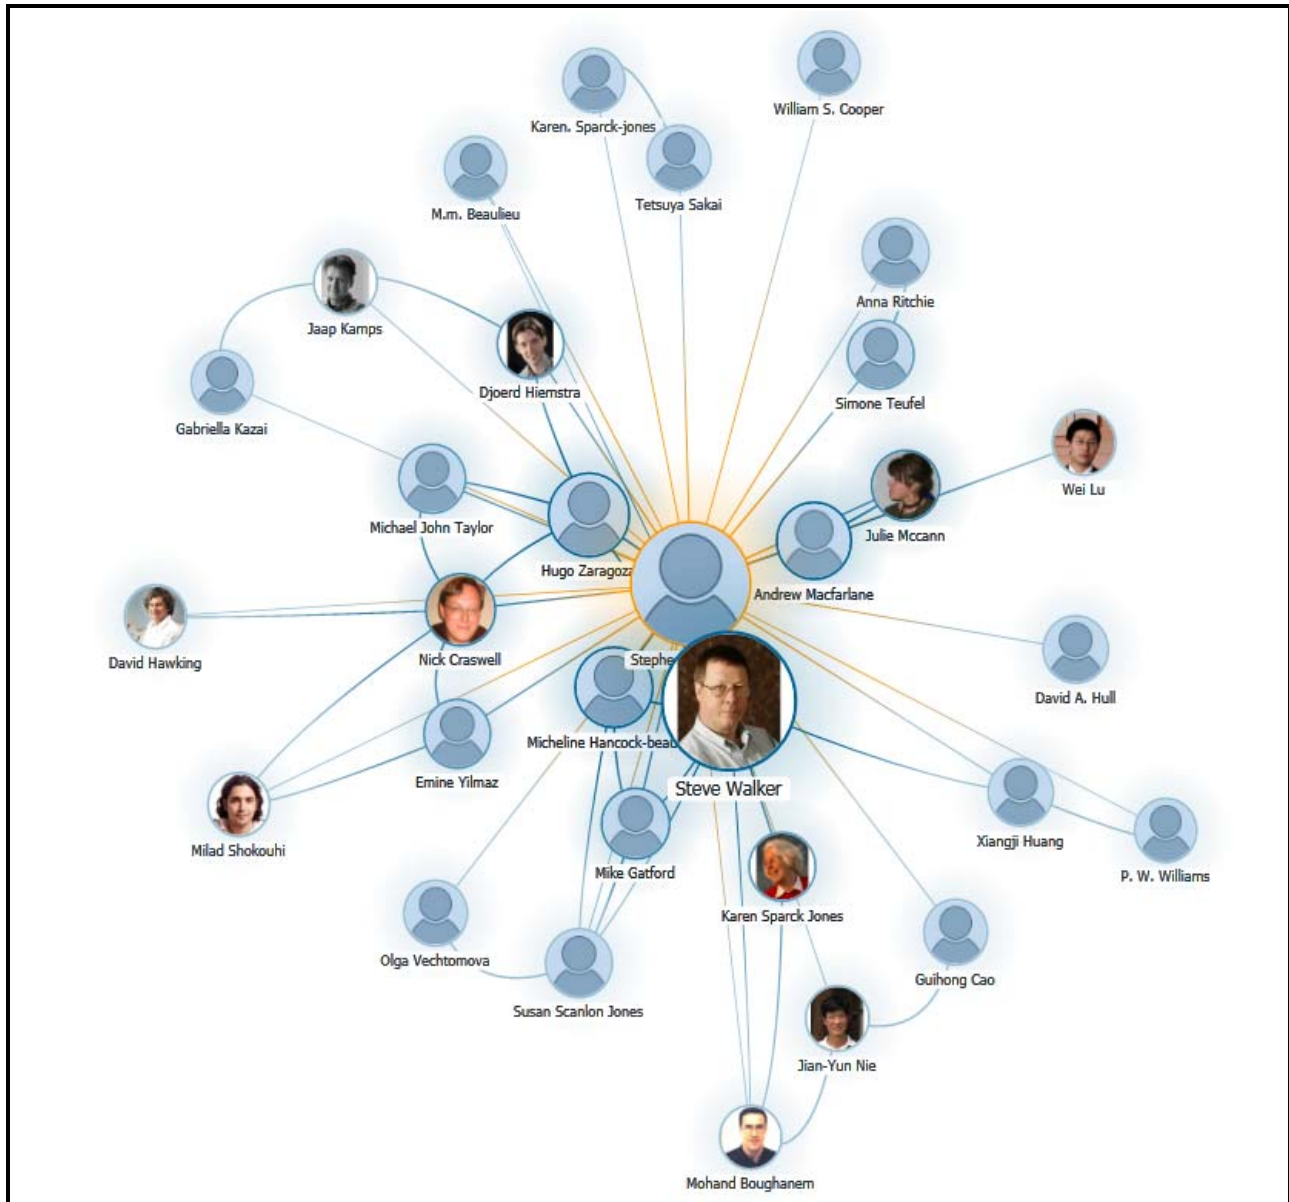 William S. Cooper
Karen. Sparck-jones
Tetsuya Sakai
M.m. Beaulieu
Anna Ritchie
Jaap Kamps
Djoerd Hiemstra
Simone Teufel
Gabriella Kazai
Wei Lu
Michael John Taylor
Julie Mccann
Hugo Zaragoza
Andrew Macfarlane
David Hawking
Nick Craswell
Stephe
David A. Hull
Micheline Hancock-beau
Emine Yilmaz
Steve Walker
Milad Shokouhi
Xiangji Huang
Mike Gatford
P. W. Williams
Karen Sparck Jones
Olga Vechtomova
Guihong Cao
Susan Scanlon Jones
Jian-Yun Nie
Mohand Boughanem